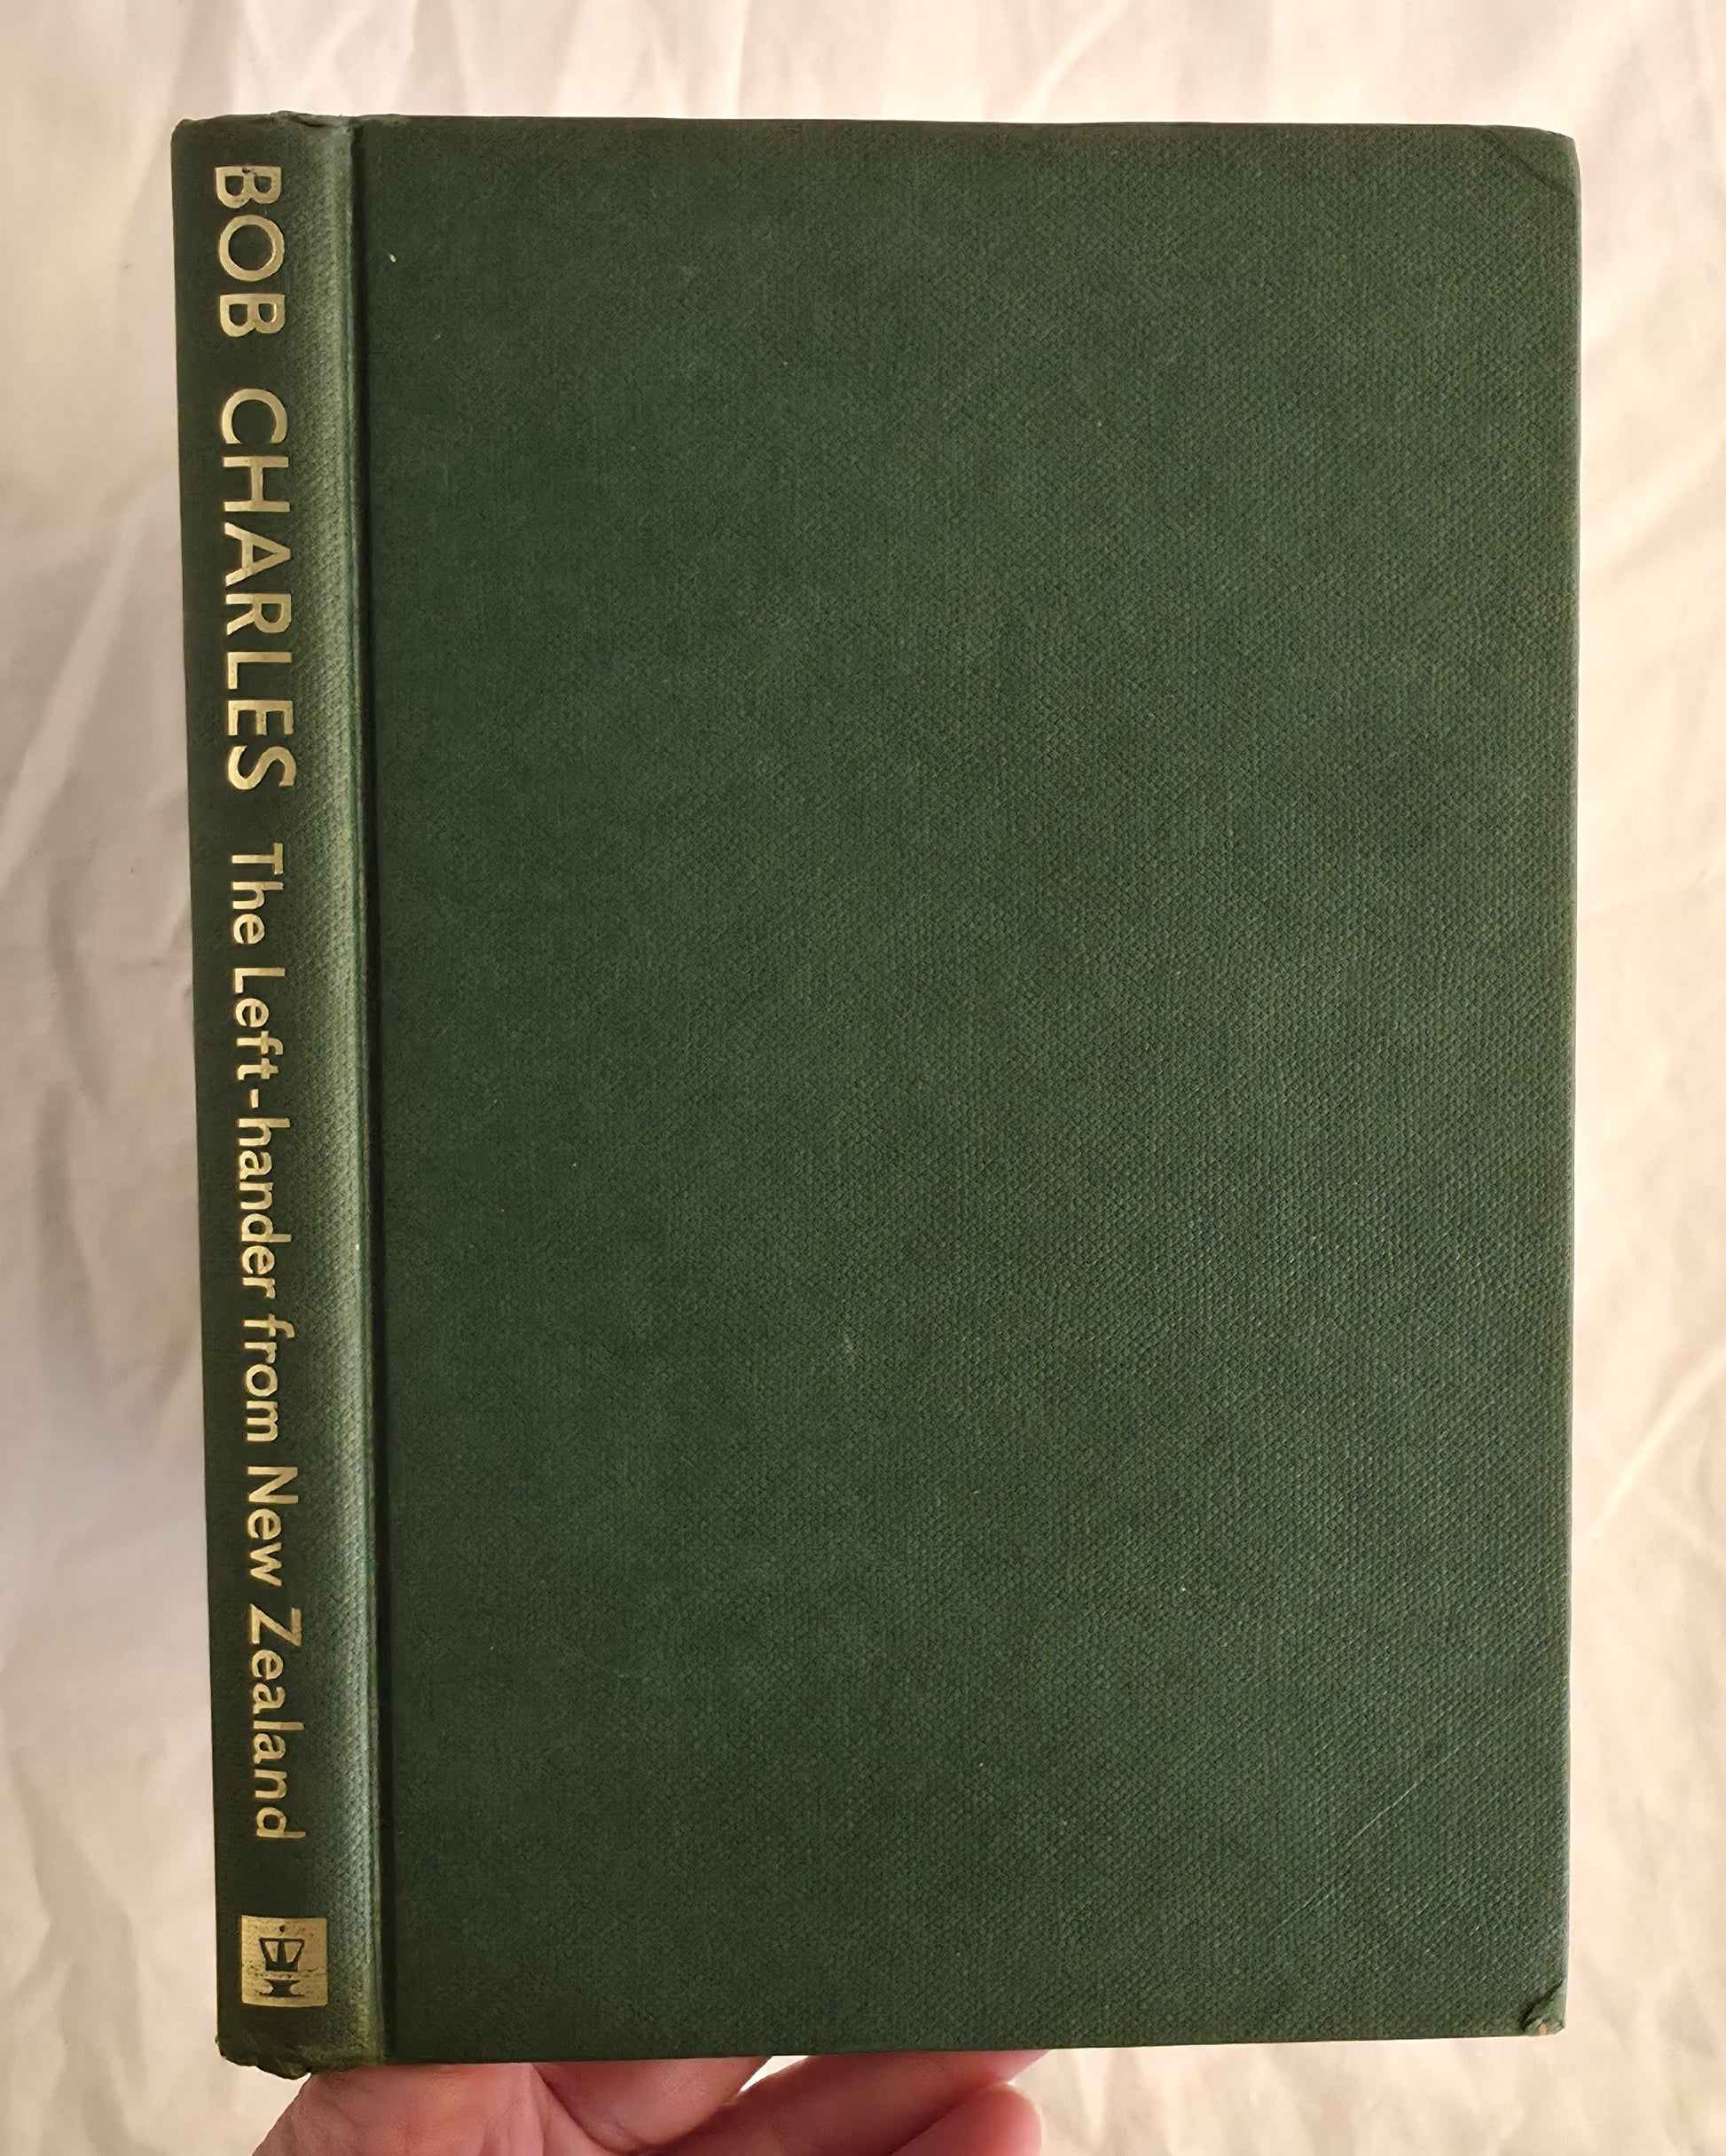 BOB CHARLES The Left-hander from New Zealand